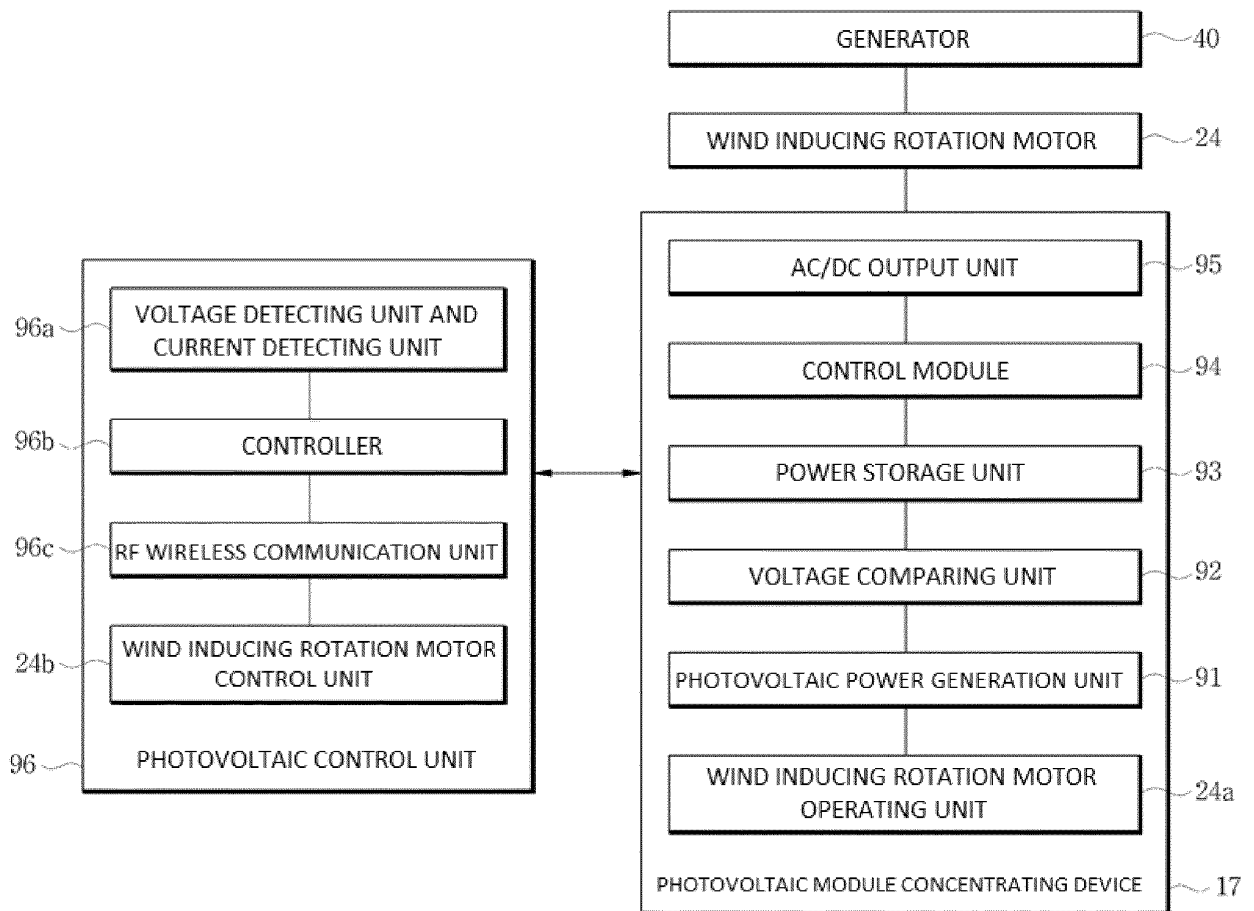 GENERATOR
40
WIND INDUCING ROTATION MOTOR
24
AC/DC OUTPUT UNIT
95
CONTROL MODULE
94
POWER STORAGE UNIT
93
VOLTAGE COMPARING UNIT
92
PHOTOVOLTAIC POWER GENERATION UNIT
91
WIND INDUCING ROTATION MOTOR
OPERATING UNIT
24a
PHOTOVOLTAIC MODULE CONCENTRATING DEVICE
17
96a
VOLTAGE DETECTING UNIT AND
CURRENT DETECTING UNIT
96b
CONTROLLER
96c
RF WIRELESS COMMUNICATION UNIT
24b
WIND INDUCING ROTATION MOTOR
CONTROL UNIT
96
PHOTOVOLTAIC CONTROL UNIT